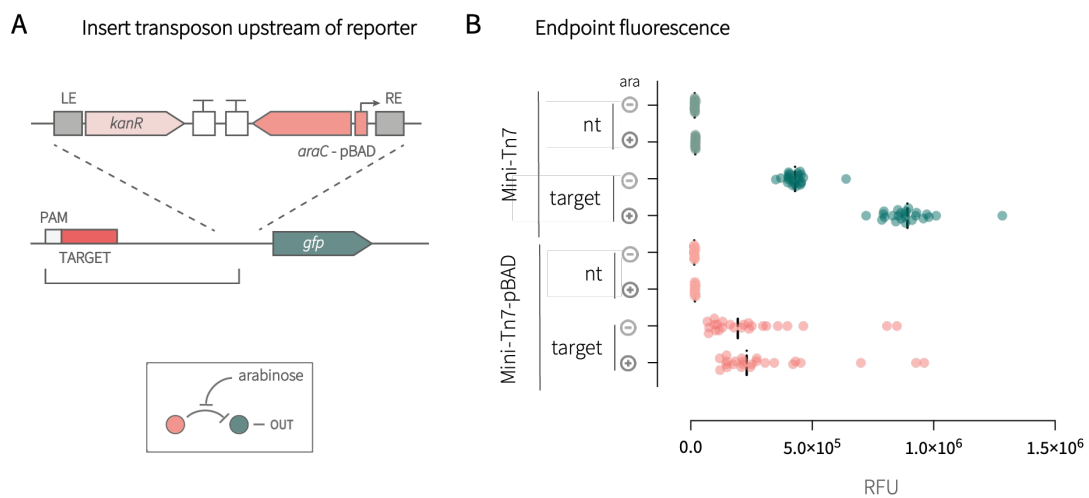 A
Insert transposon upstream of reporter
LE
RE
kanR
araC - pBAD
PAM
TARGET
gfp
arabinose
OUT
B
Endpoint fluorescence
ara
Mini-Tn7
nt
−
+
target
−
+
Mini-Tn7-pBAD
nt
−
+
target
−
+
0.0
5.0×10⁵
1.0×10⁶
1.5×10⁶
RFU